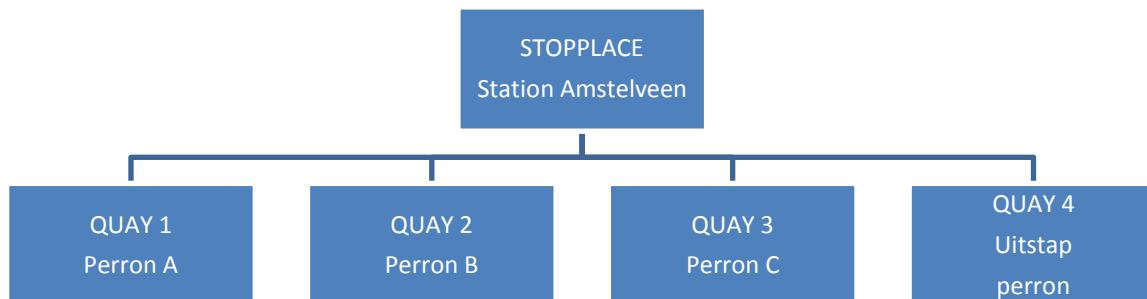 STOPPLACE
Station Amstelveen
QUAY 1
Perron A
QUAY 2
Perron B
QUAY 3
Perron C
QUAY 4
Uitstap
perron